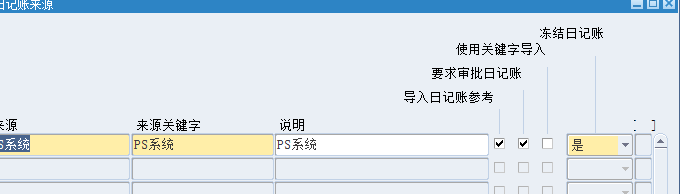 日记账来源
冻结日记账
使用关键字导入
要求审批日记账
导入日记账参考
来源 来源关键字 说明 [ ]
PS系统 PS系统 PS系统 是